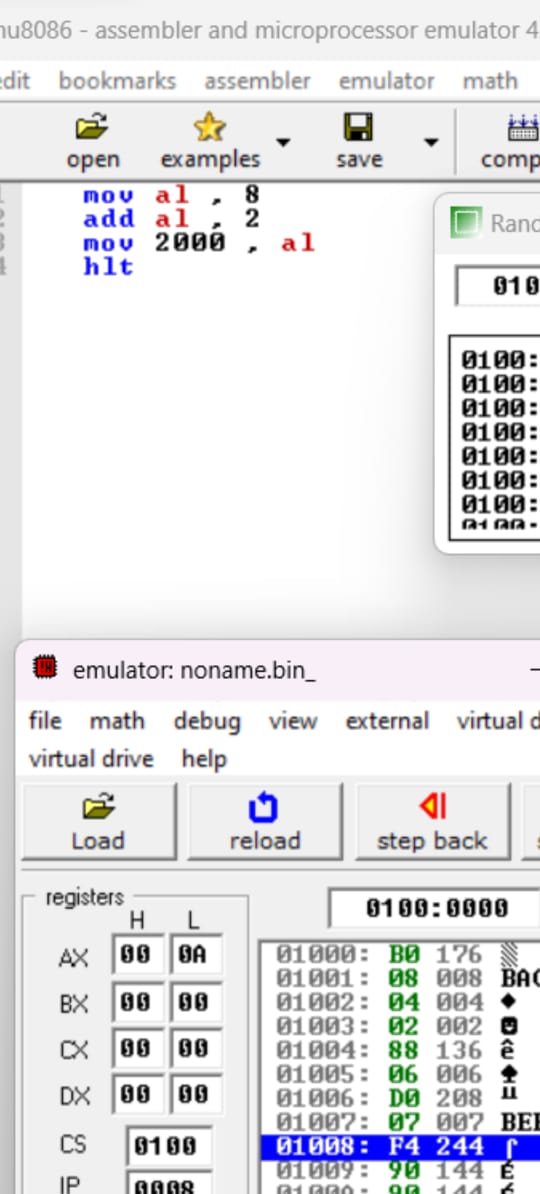 nu8086 - assembler and microprocessor emulator 4
edit bookmarks assembler emulator math
open examples save comp
1 mov al , 8
2 add al , 2
3 mov 2000 , al
4 hlt
Rand
010
0100:
0100:
0100:
0100:
0100:
0100:
0100:
0100:
emulator: noname.bin_
file math debug view external virtual d
virtual drive help
Load reload step back
registers
H L
0100:0000
AX 00 0A
BX 00 00
CX 00 00
DX 00 00
CS 0100
IP 0008
01000: B0 176
01001: 08 008 BAC
01002: 04 004 ♦
01003: 02 002 ☻
01004: 88 136 ê
01005: 06 006 ♠
01006: D0 208 ╨
01007: 07 007 BEE
01008: F4 244 ⌠
01009: 90 144 É
0100A: 90 144 É